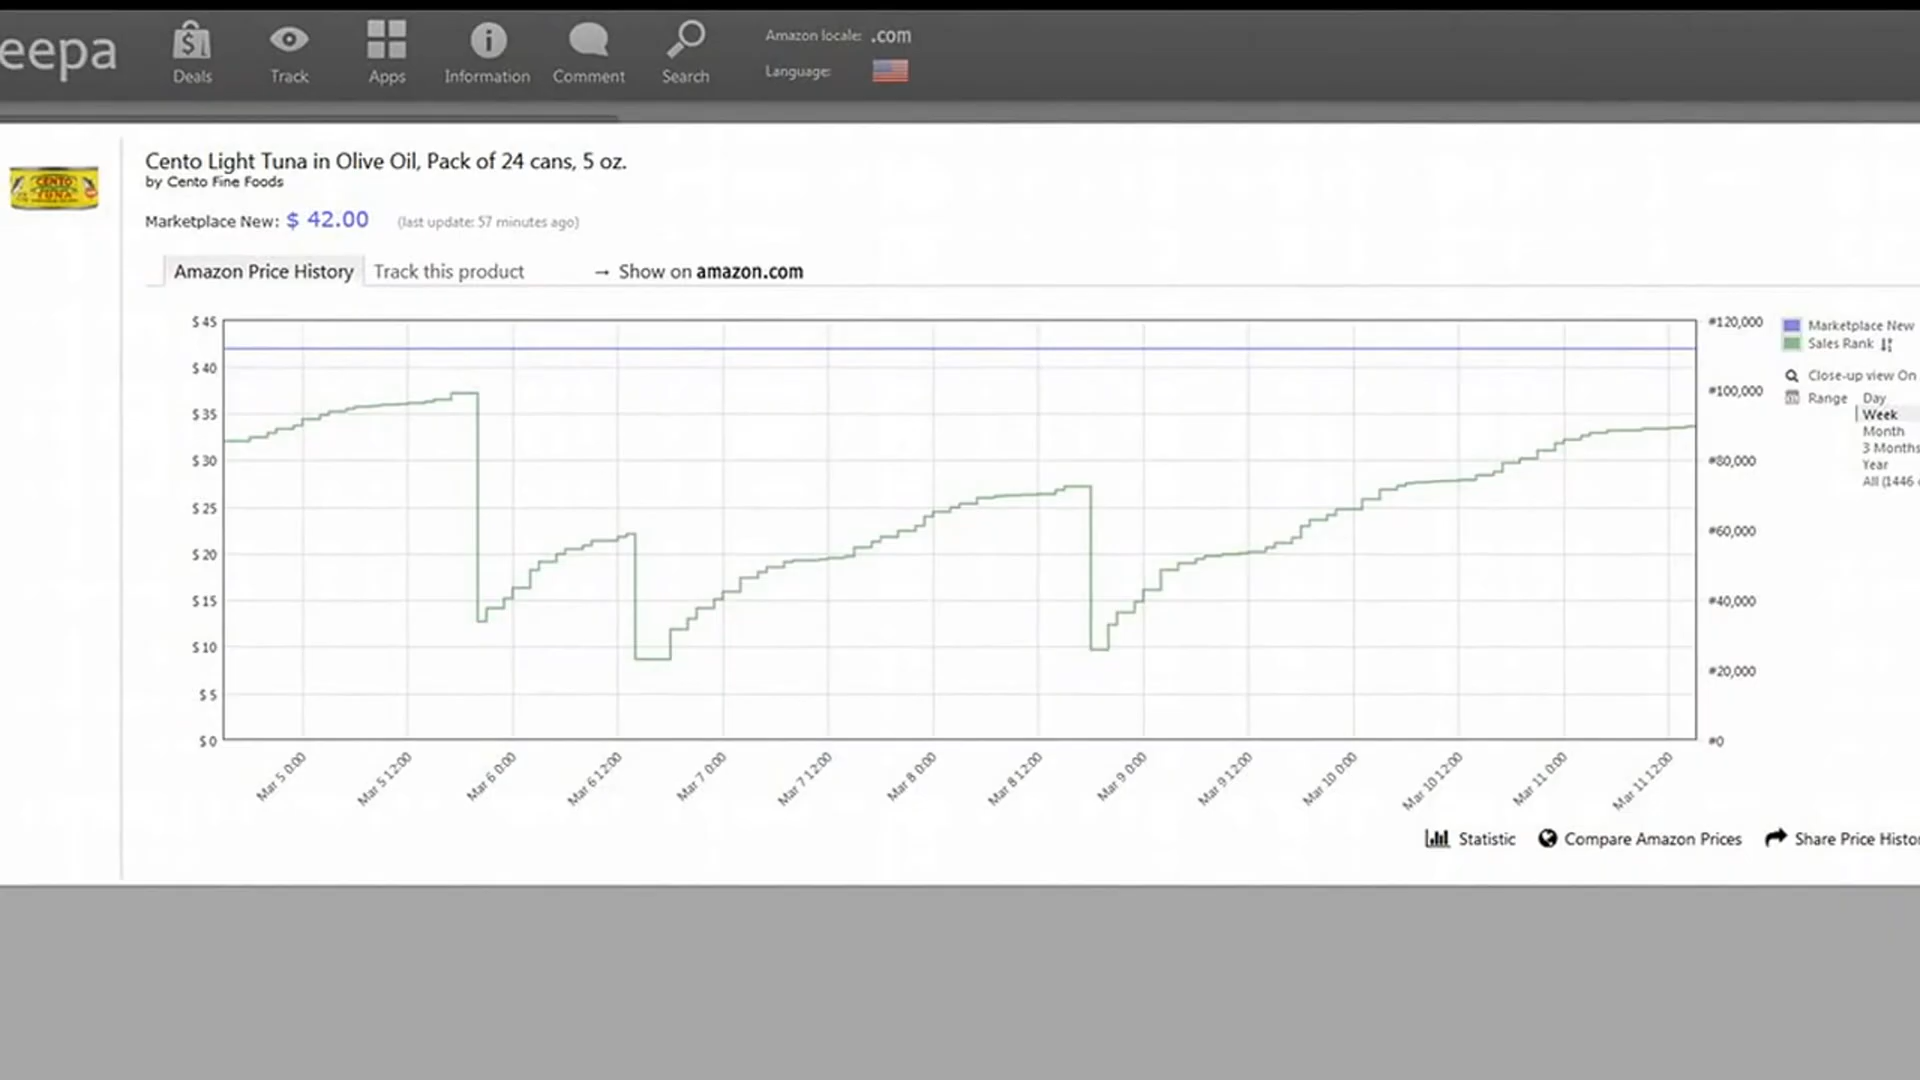 eepa
Deals
Track
Apps
Information
Comment
Search
Amazon locale: .com
Language:
CENTO
TUNA
Cento Light Tuna in Olive Oil, Pack of 24 cans, 5 oz.
by Cento Fine Foods
Marketplace New: $ 42.00 (last update: 57 minutes ago)
Amazon Price History
Track this product
→ Show on amazon.com
$ 45
$ 40
$ 35
$ 30
$ 25
$ 20
$ 15
$ 10
$ 5
$ 0
#120,000
#100,000
#80,000
#60,000
#40,000
#20,000
#0
Mar 5 0:00
Mar 5 12:00
Mar 6 0:00
Mar 6 12:00
Mar 7 0:00
Mar 7 12:00
Mar 8 0:00
Mar 8 12:00
Mar 9 0:00
Mar 9 12:00
Mar 10 0:00
Mar 10 12:00
Mar 11 0:00
Mar 11 12:00
Marketplace New
Sales Rank
Close-up view On
Range
Day
Week
Month
3 Months
Year
All (1446
Statistic
Compare Amazon Prices
Share Price Histo